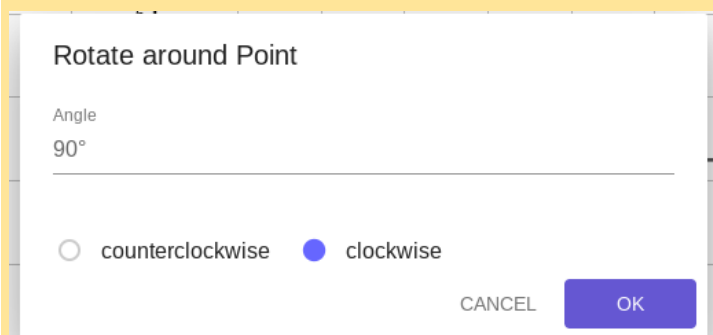 Rotate around Point
Angle
90°
counterclockwise clockwise
CANCEL OK